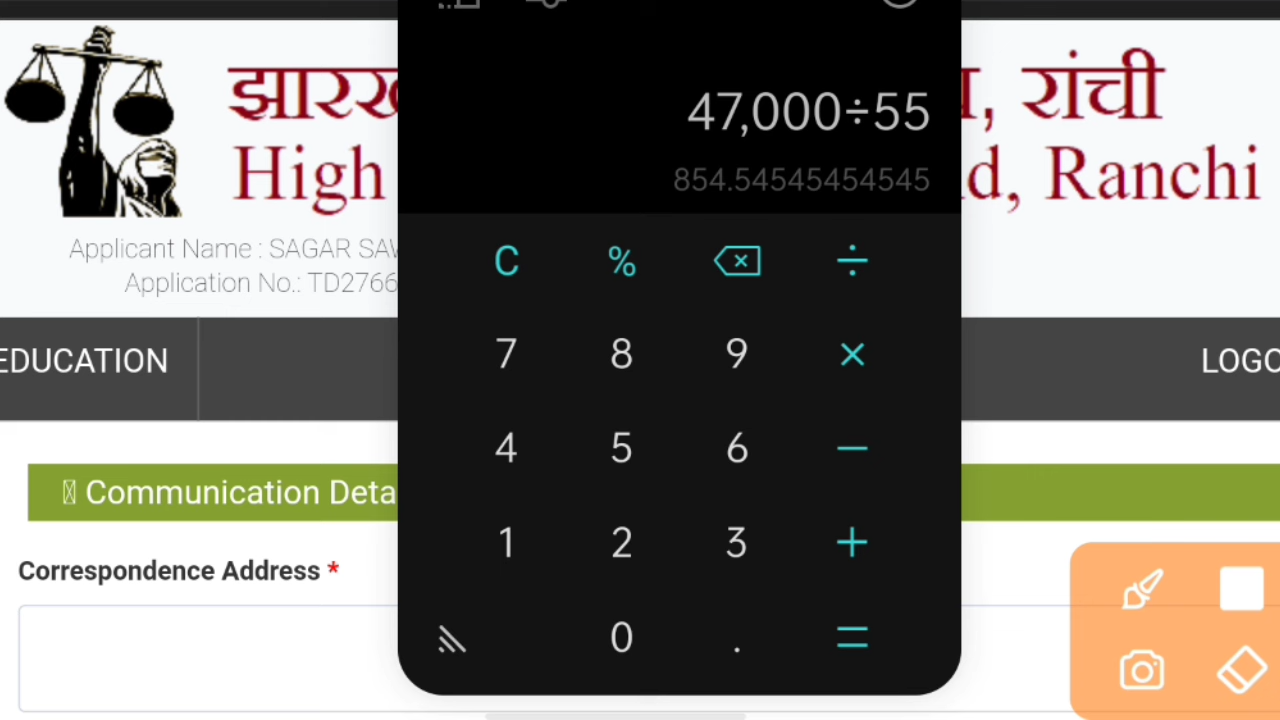 झारख
, रांची
High
d, Ranchi
Applicant Name : SAGAR
Application No.: TD2766
EDUCATION
LOGO
Communication Deta
Correspondence Address *
47,000÷55
854.54545454545
C % ÷
7 8 9 ×
4 5 6 −
1 2 3 +
0 . =